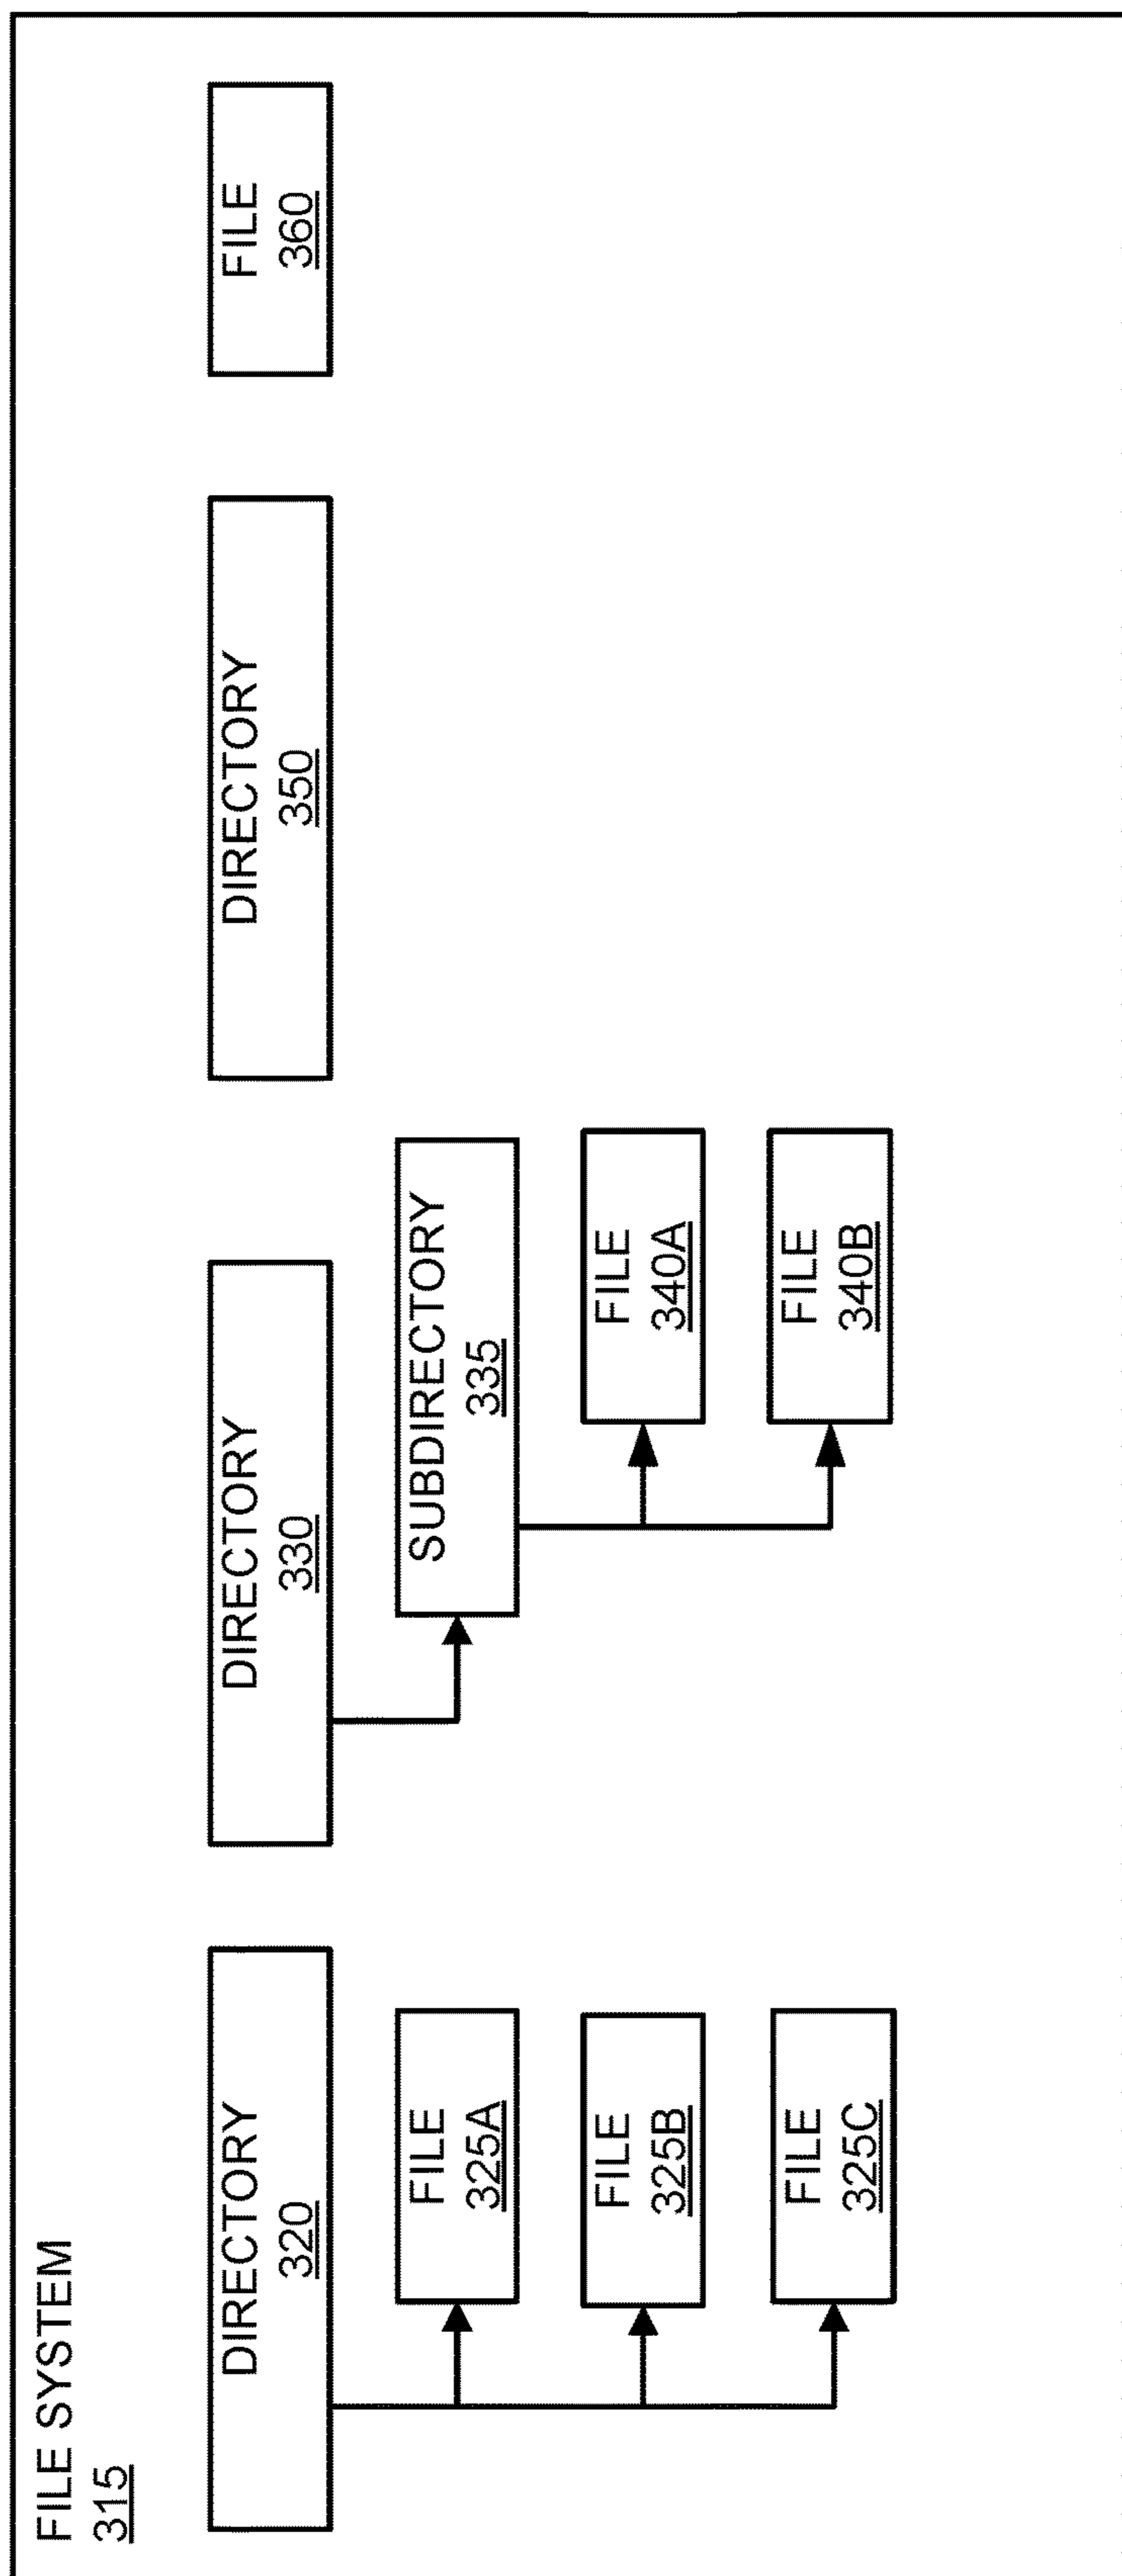 FILE SYSTEM
315
DIRECTORY
320
FILE
325A
FILE
325B
FILE
325C
DIRECTORY
330
SUBDIRECTORY
335
FILE
340A
FILE
340B
DIRECTORY
350
FILE
360